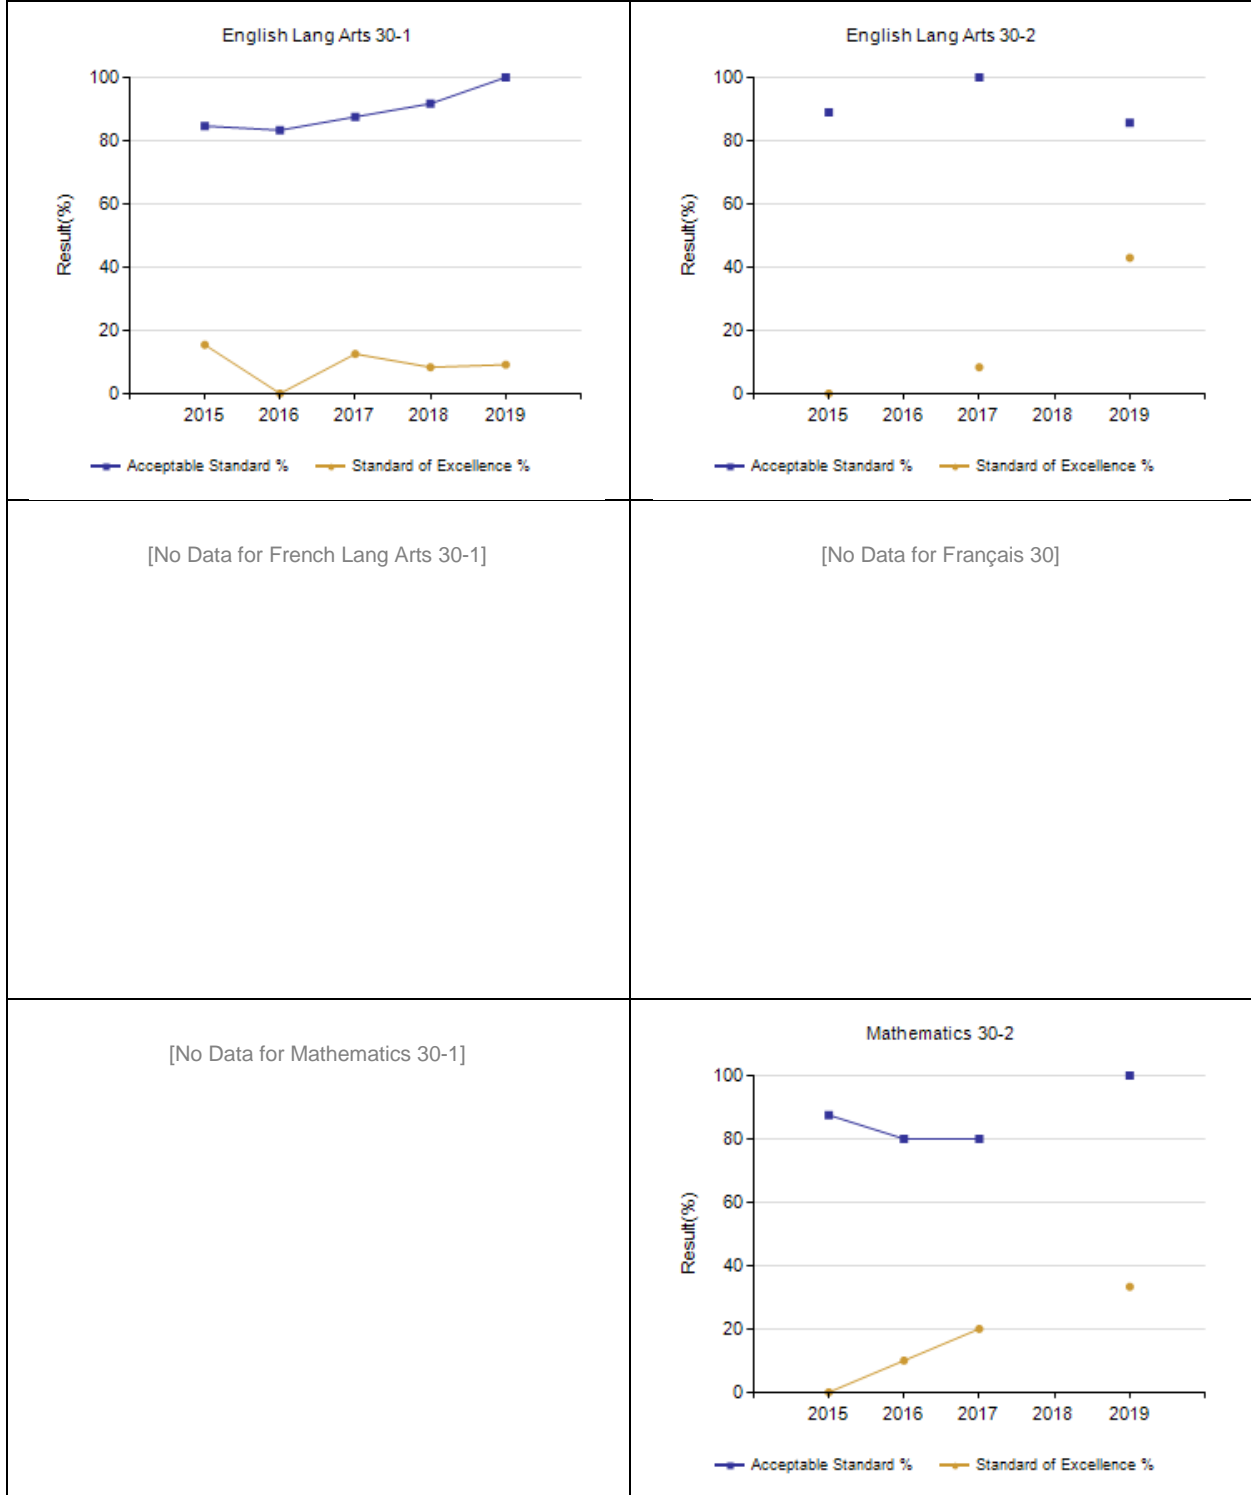 English Lang Arts 30-1
100
80
60
40
20
0
Result(%)
2015 2016 2017 2018 2019
Acceptable Standard % Standard of Excellence %
English Lang Arts 30-2
100
80
60
40
20
0
Result(%)
2015 2016 2017 2018 2019
Acceptable Standard % Standard of Excellence %
[No Data for French Lang Arts 30-1]
[No Data for Français 30]
[No Data for Mathematics 30-1]
Mathematics 30-2
100
80
60
40
20
0
Result(%)
2015 2016 2017 2018 2019
Acceptable Standard % Standard of Excellence %